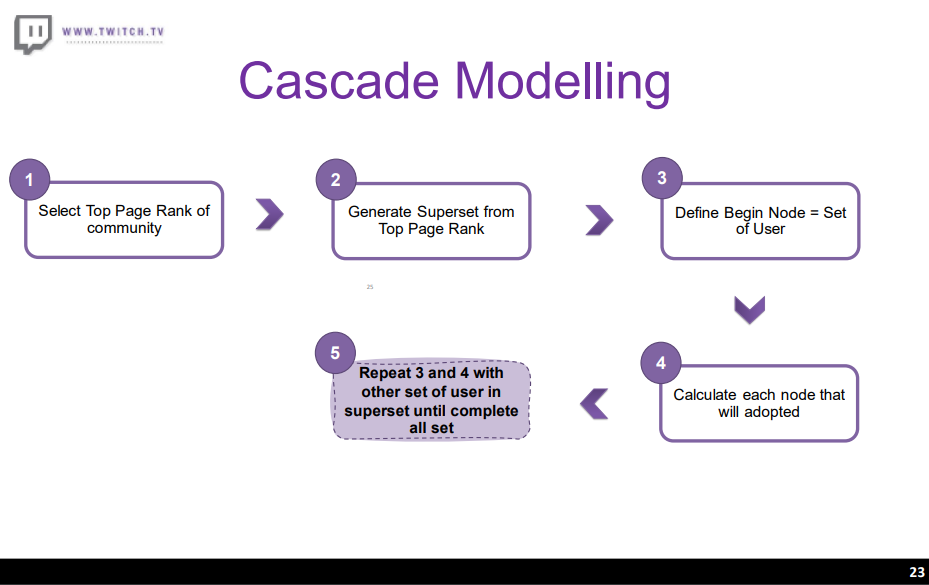 WWW.TWITCH.TV
Cascade Modelling
1
Select Top Page Rank of
community
2
Generate Superset from
Top Page Rank
3
Define Begin Node = Set
of User
25
4
Calculate each node that
will adopted
5
Repeat 3 and 4 with
other set of user in
superset until complete
all set
23